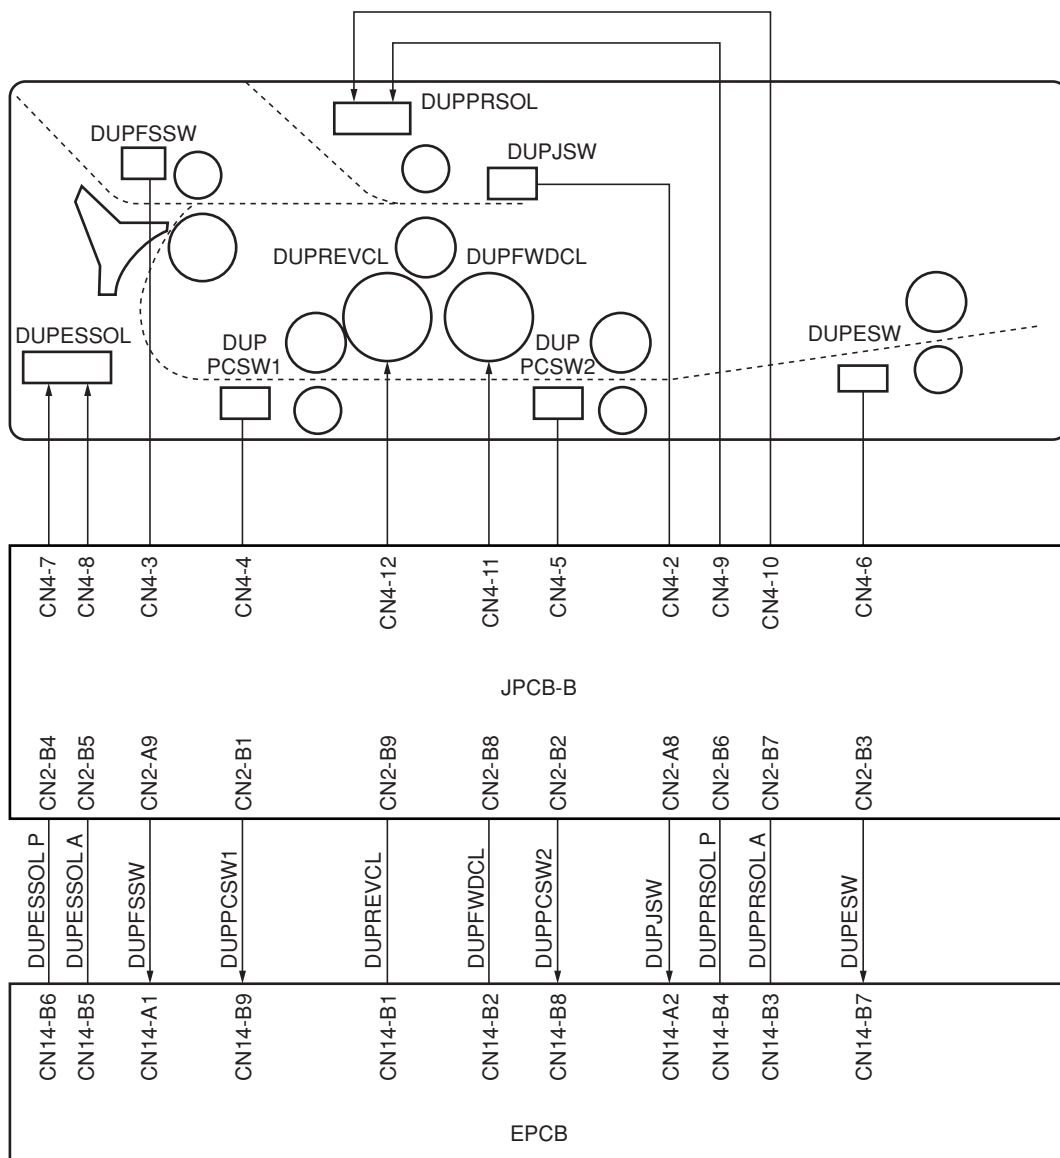 DUPPRSOL
DUPFSSW
DUPJSW
DUPREVCL
DUPFWDCL
DUPESSOL
DUP
PCSW1
DUP
PCSW2
DUPESW
CN4-7
CN4-8
CN4-3
CN4-4
CN4-12
CN4-11
CN4-5
CN4-2
CN4-9
CN4-10
CN4-6
JPCB-B
CN2-B4
CN2-B5
CN2-A9
CN2-B1
CN2-B9
CN2-B8
CN2-B2
CN2-A8
CN2-B6
CN2-B7
CN2-B3
DUPESSOL P
DUPESSOL A
DUPFSSW
DUPPCSW1
DUPREVCL
DUPFWDCL
DUPPCSW2
DUPJSW
DUPPRSOL P
DUPPRSOL A
DUPESW
CN14-B6
CN14-B5
CN14-A1
CN14-B9
CN14-B1
CN14-B2
CN14-B8
CN14-A2
CN14-B4
CN14-B3
CN14-B7
EPCB